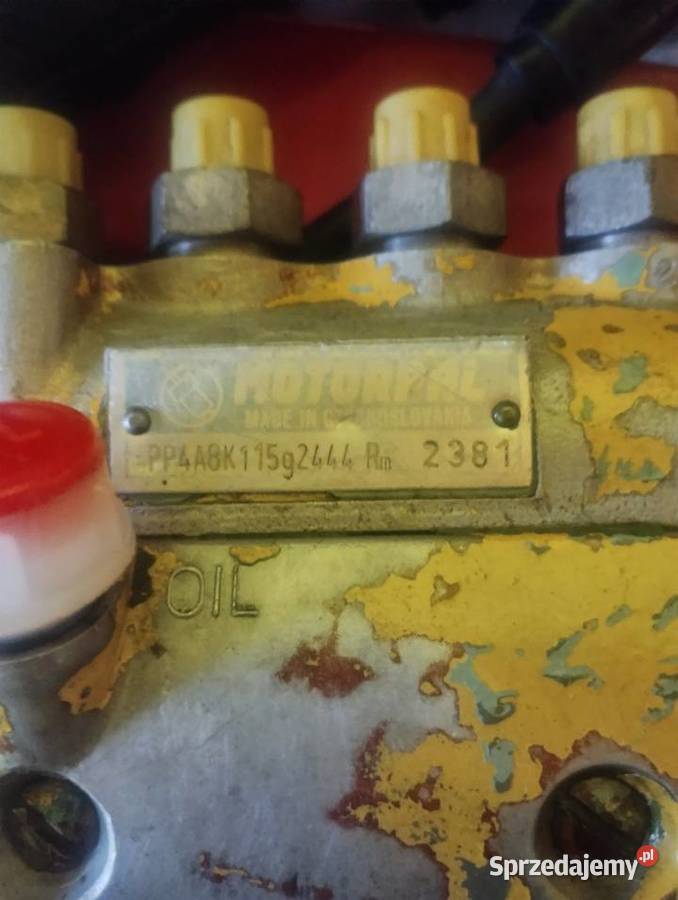 MOTORPAL
MADE IN CZECHOSLOVAKIA
PP4A8K115g2444 Rm 2381
OIL
Sprzedajemy.pl